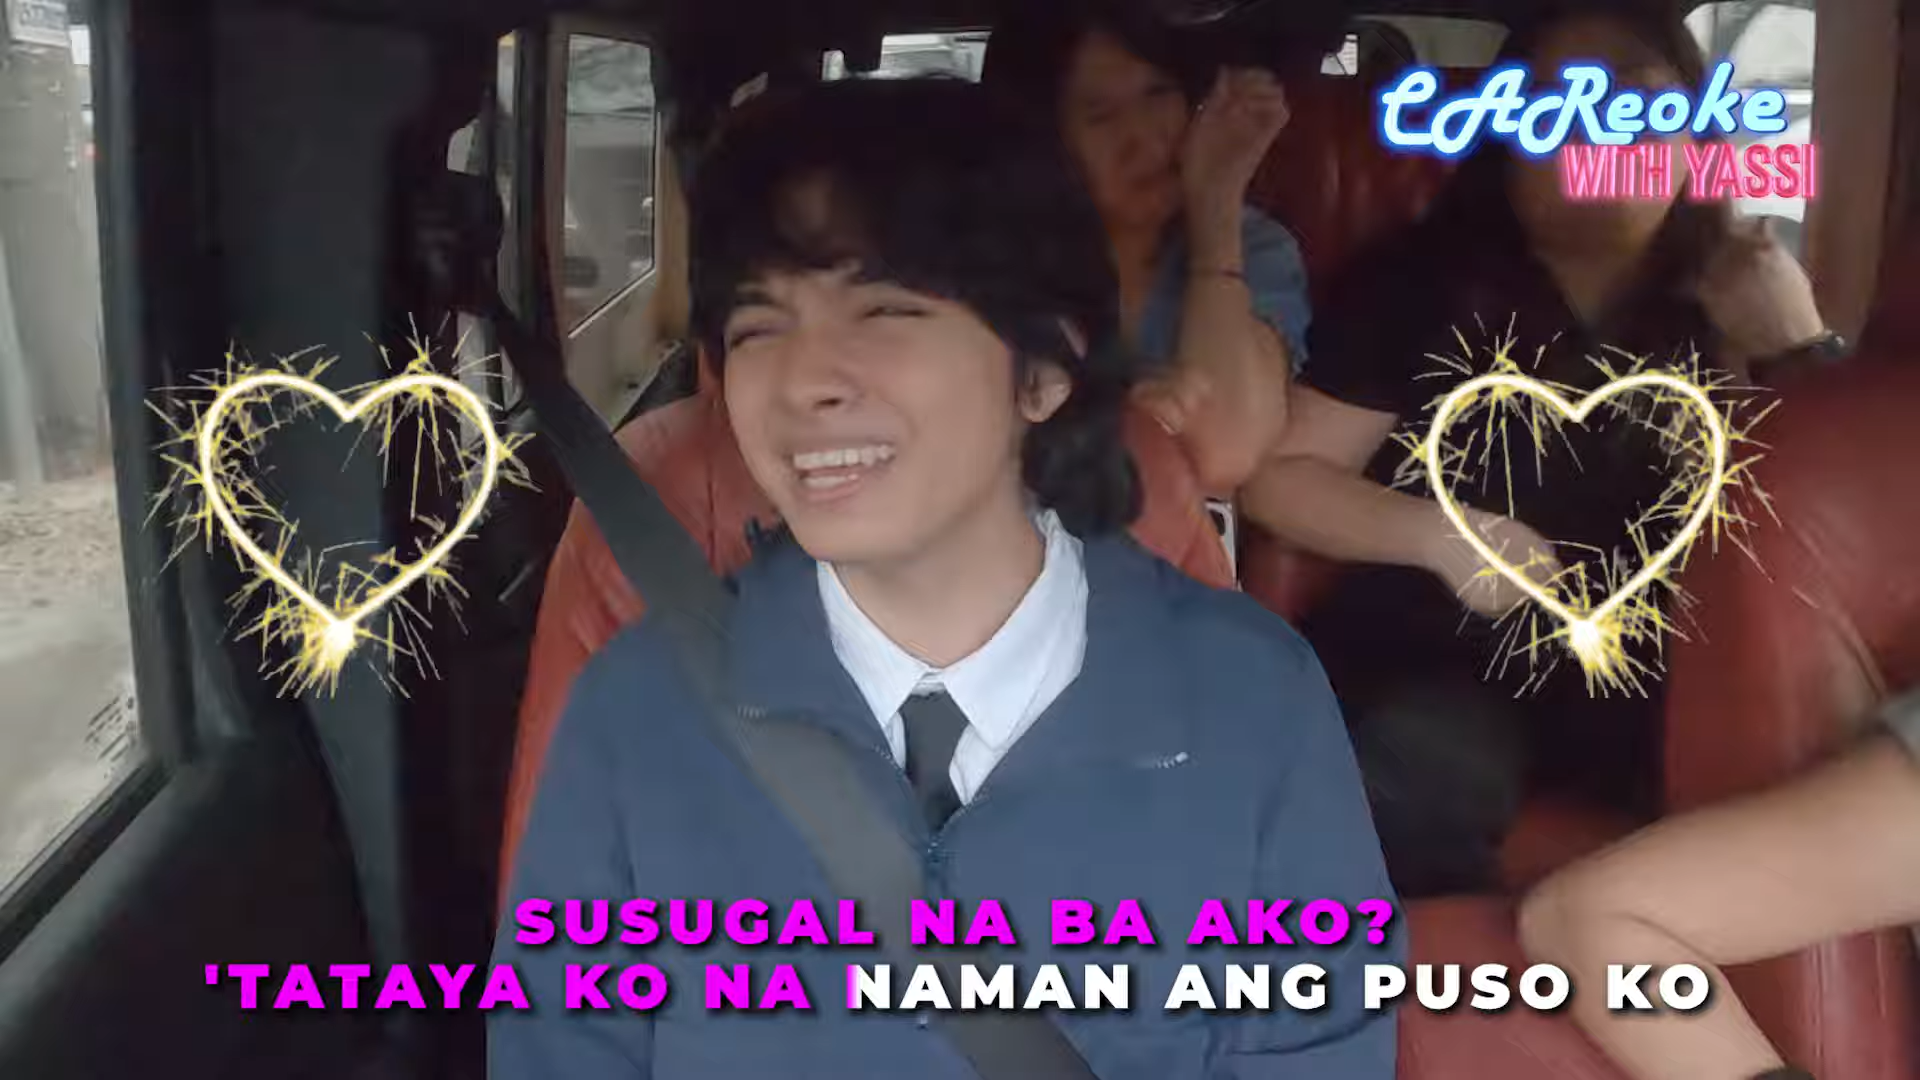 CAReoke
WITH YASSI
SUSUGAL NA BA AKO?
'TATAYA KO NA NAMAN ANG PUSO KO